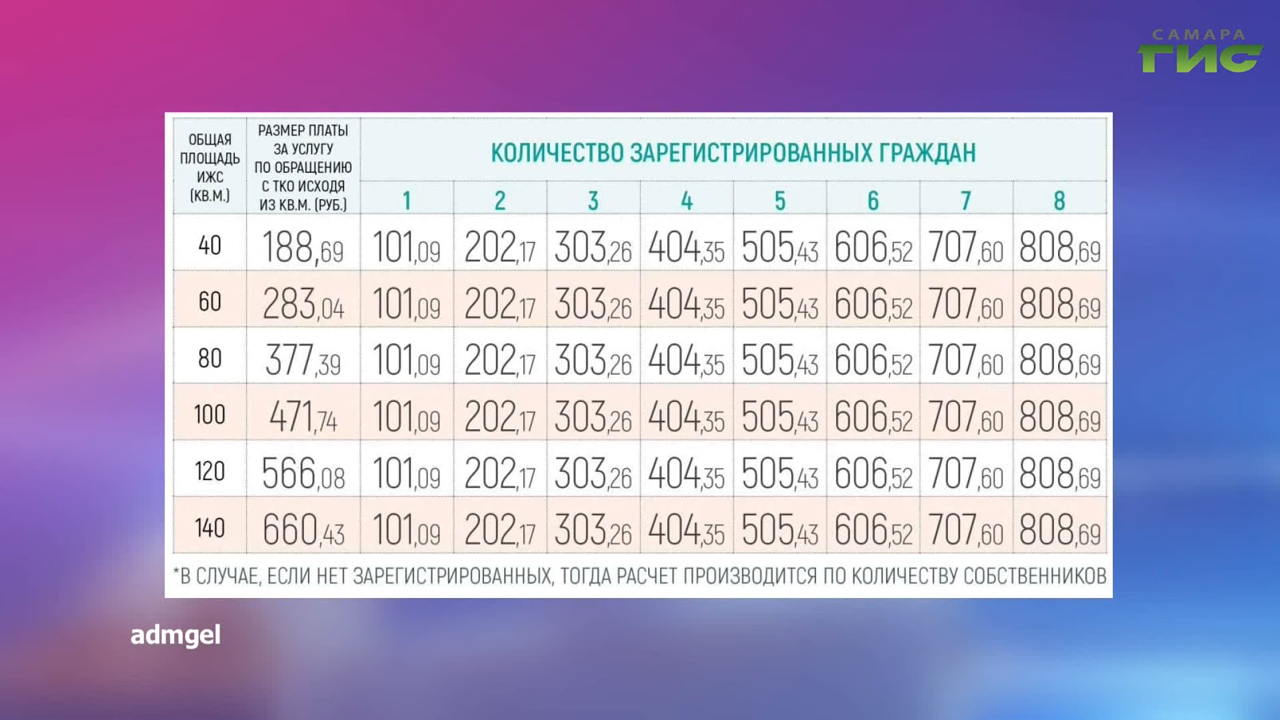 САМАРА
ГИС
ОБЩАЯ ПЛОЩАДЬ ИЖС (КВ.М.) РАЗМЕР ПЛАТЫ ЗА УСЛУГУ ПО ОБРАЩЕНИЮ С ТКО ИСХОДЯ ИЗ КВ.М. (РУБ.) КОЛИЧЕСТВО ЗАРЕГИСТРИРОВАННЫХ ГРАЖДАН
1 2 3 4 5 6 7 8
40 188,69 101,09 202,17 303,26 404,35 505,43 606,52 707,60 808,69
60 283,04 101,09 202,17 303,26 404,35 505,43 606,52 707,60 808,69
80 377,39 101,09 202,17 303,26 404,35 505,43 606,52 707,60 808,69
100 471,74 101,09 202,17 303,26 404,35 505,43 606,52 707,60 808,69
120 566,08 101,09 202,17 303,26 404,35 505,43 606,52 707,60 808,69
140 660,43 101,09 202,17 303,26 404,35 505,43 606,52 707,60 808,69
*В СЛУЧАЕ, ЕСЛИ НЕТ ЗАРЕГИСТРИРОВАННЫХ, ТОГДА РАСЧЕТ ПРОИЗВОДИТСЯ ПО КОЛИЧЕСТВУ СОБСТВЕННИКОВ
admgel